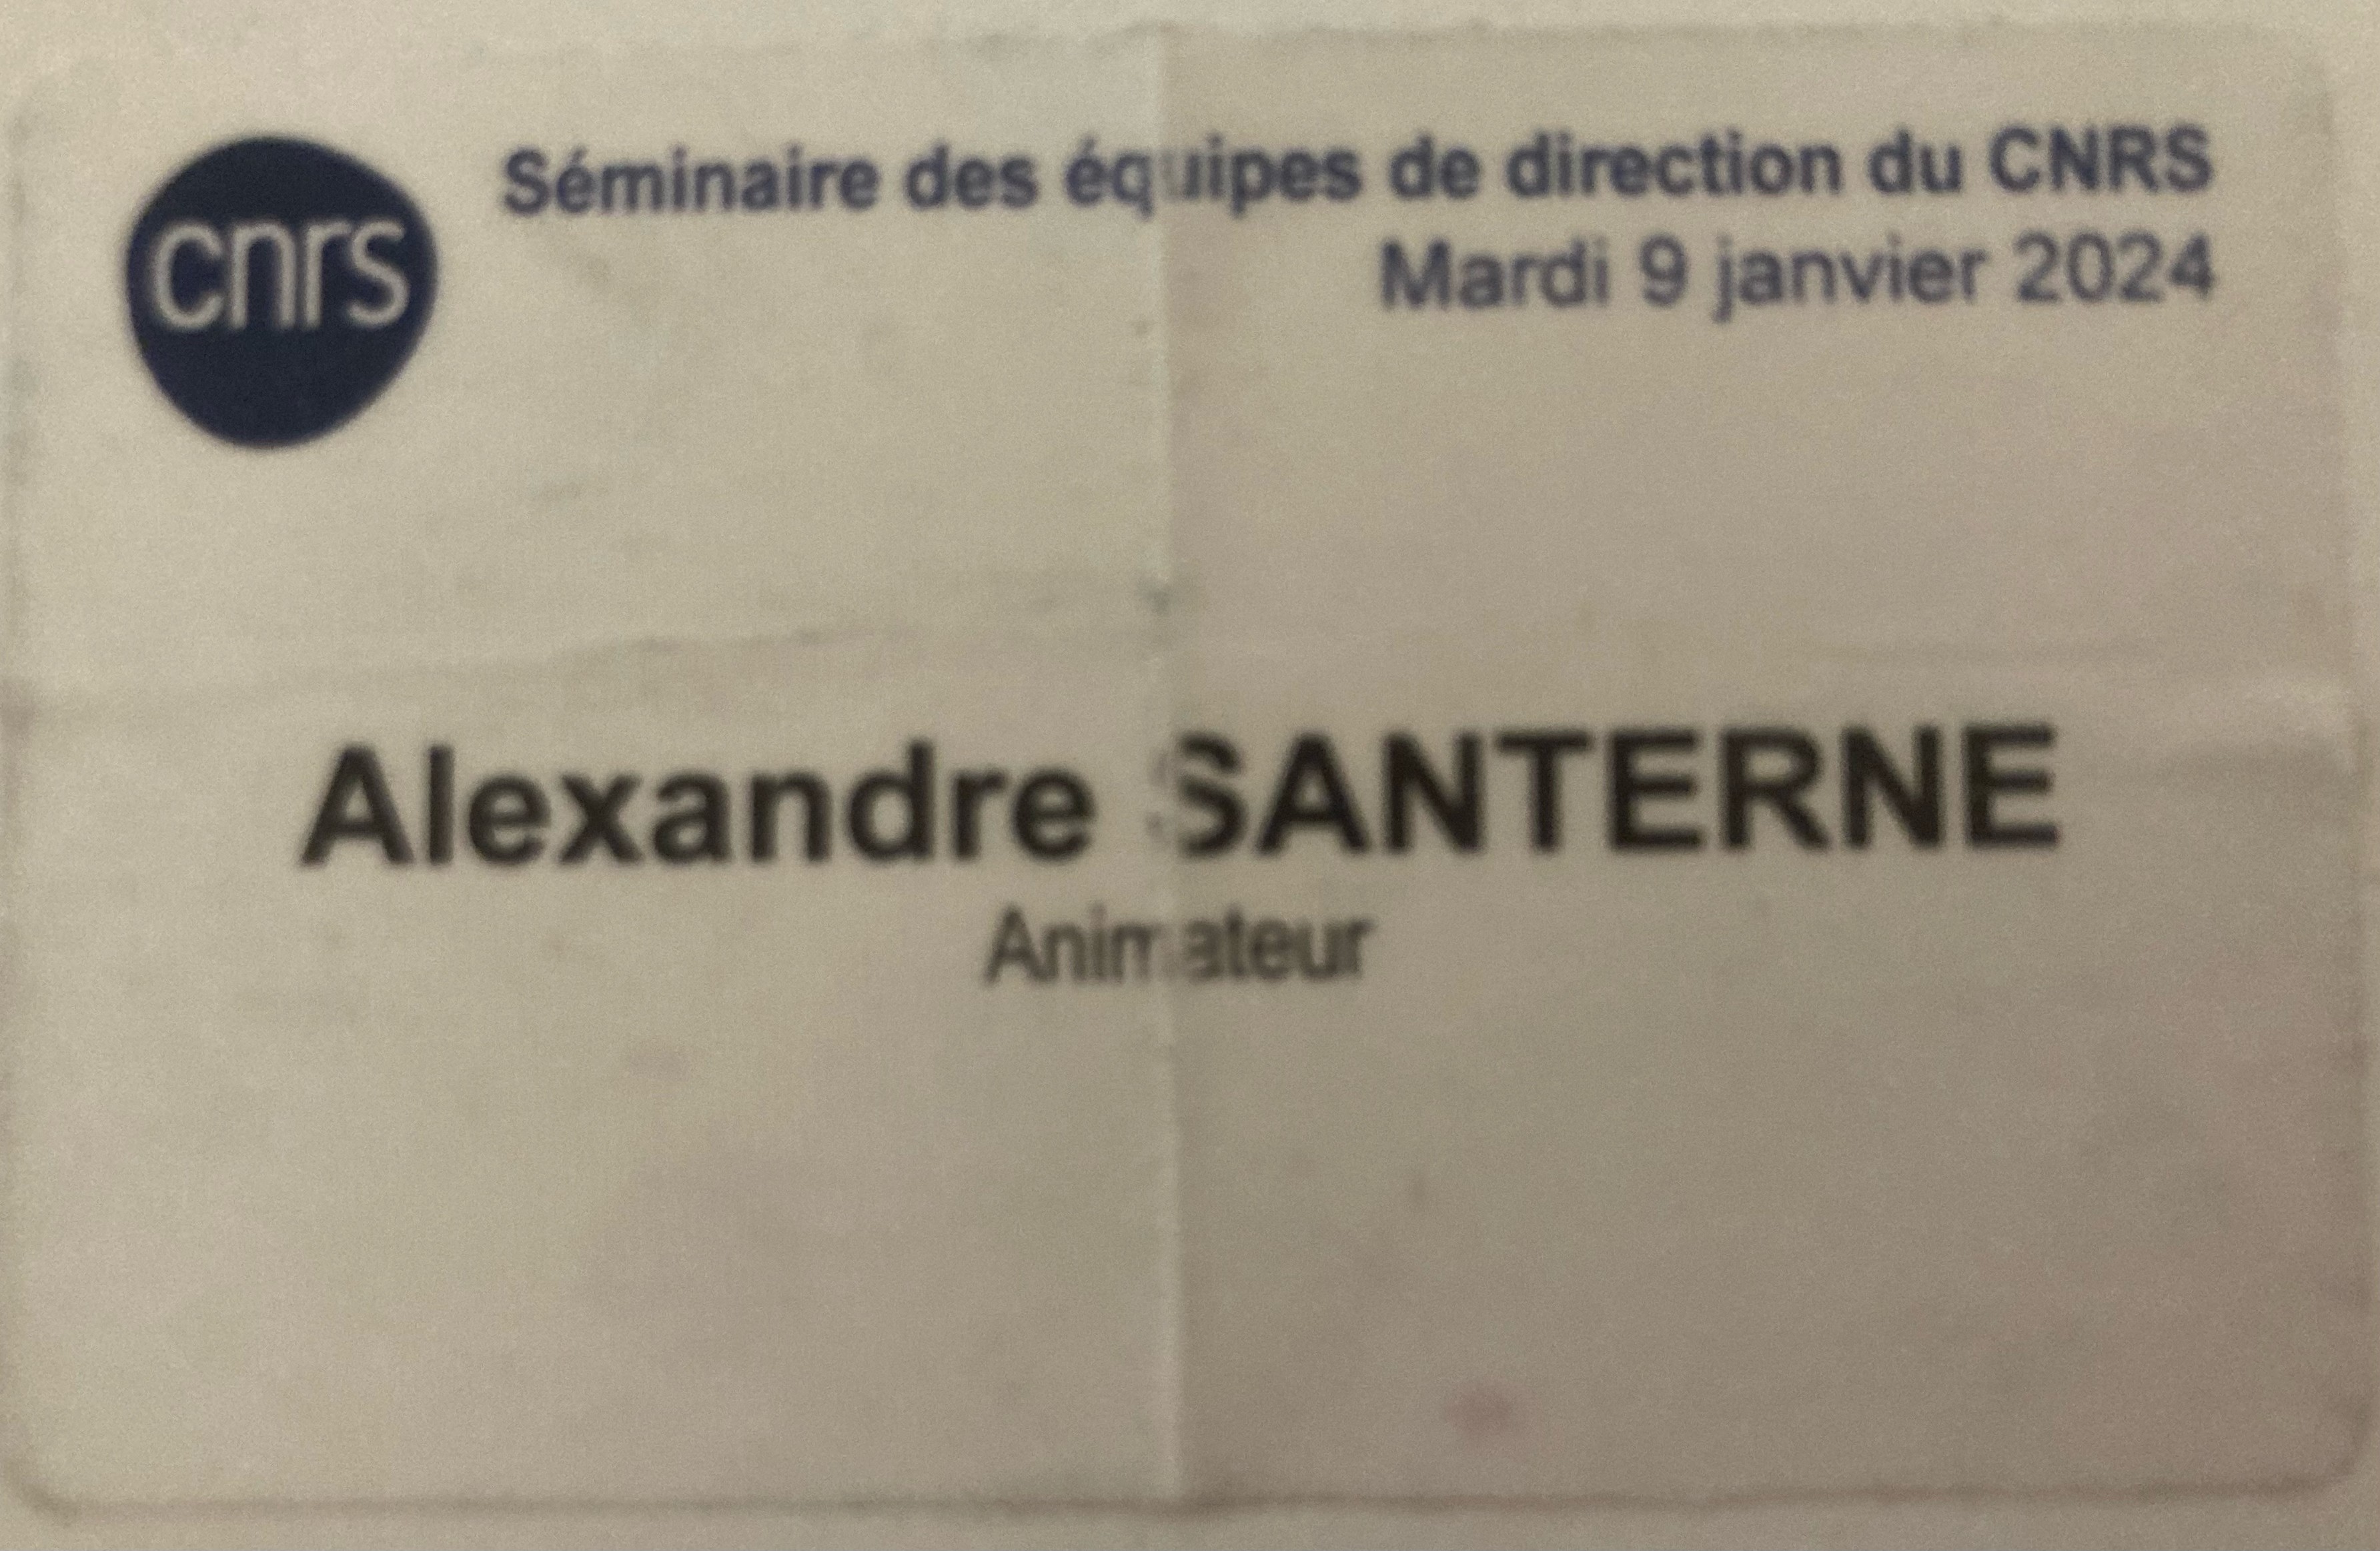 cnrs
Séminaire des équipes de direction du CNRS
Mardi 9 janvier 2024
Alexandre SANTERNE
Animateur